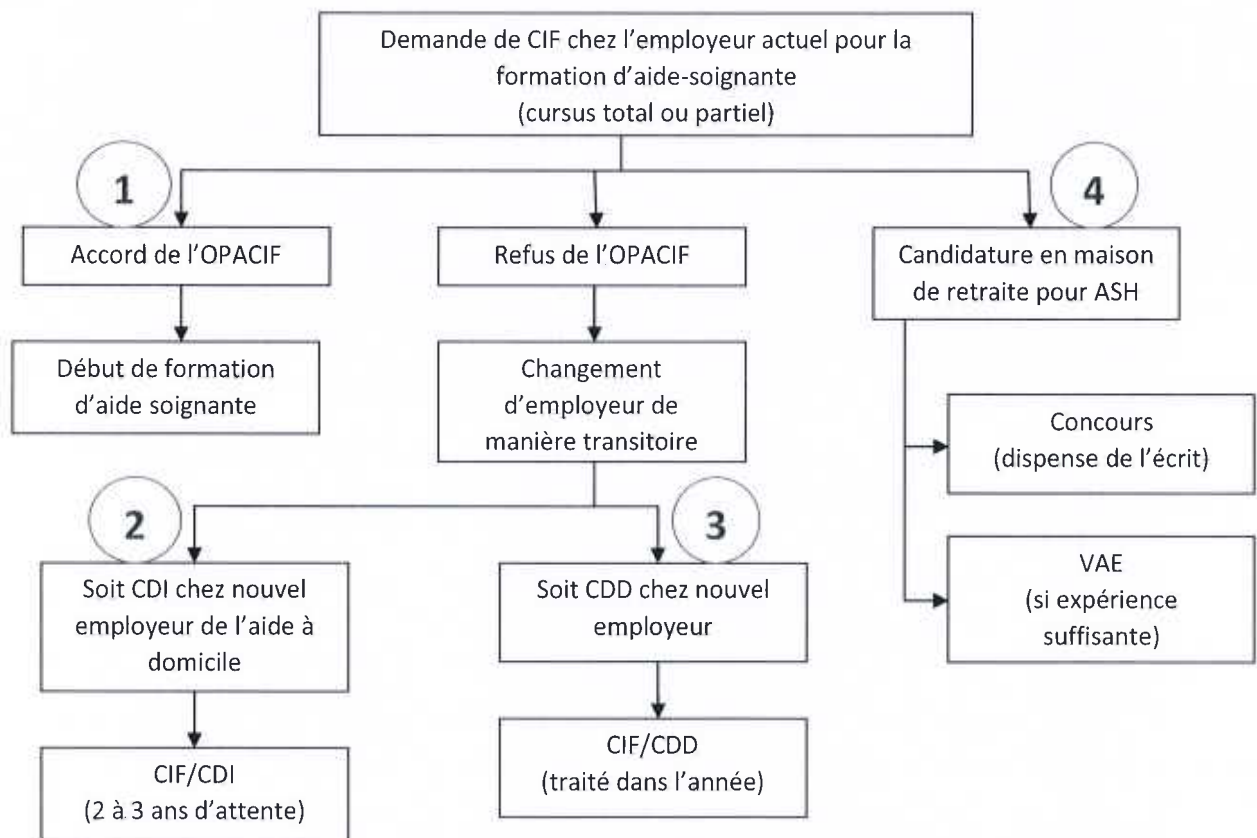 Demande de CIF chez l'employeur actuel pour la
formation d'aide-soignante
(cursus total ou partiel)
1
4
Accord de l'OPACIF
Refus de l'OPACIF
Candidature en maison
de retraite pour ASH
Début de formation
d'aide soignante
Changement
d'employeur de
manière transitoire
Concours
(dispense de l'écrit)
2
3
Soit CDI chez nouvel
employeur de l'aide à
domicile
Soit CDD chez nouvel
employeur
VAE
(si expérience
suffisante)
CIF/CDI
(2 à 3 ans d'attente)
CIF/CDD
(traité dans l'année)